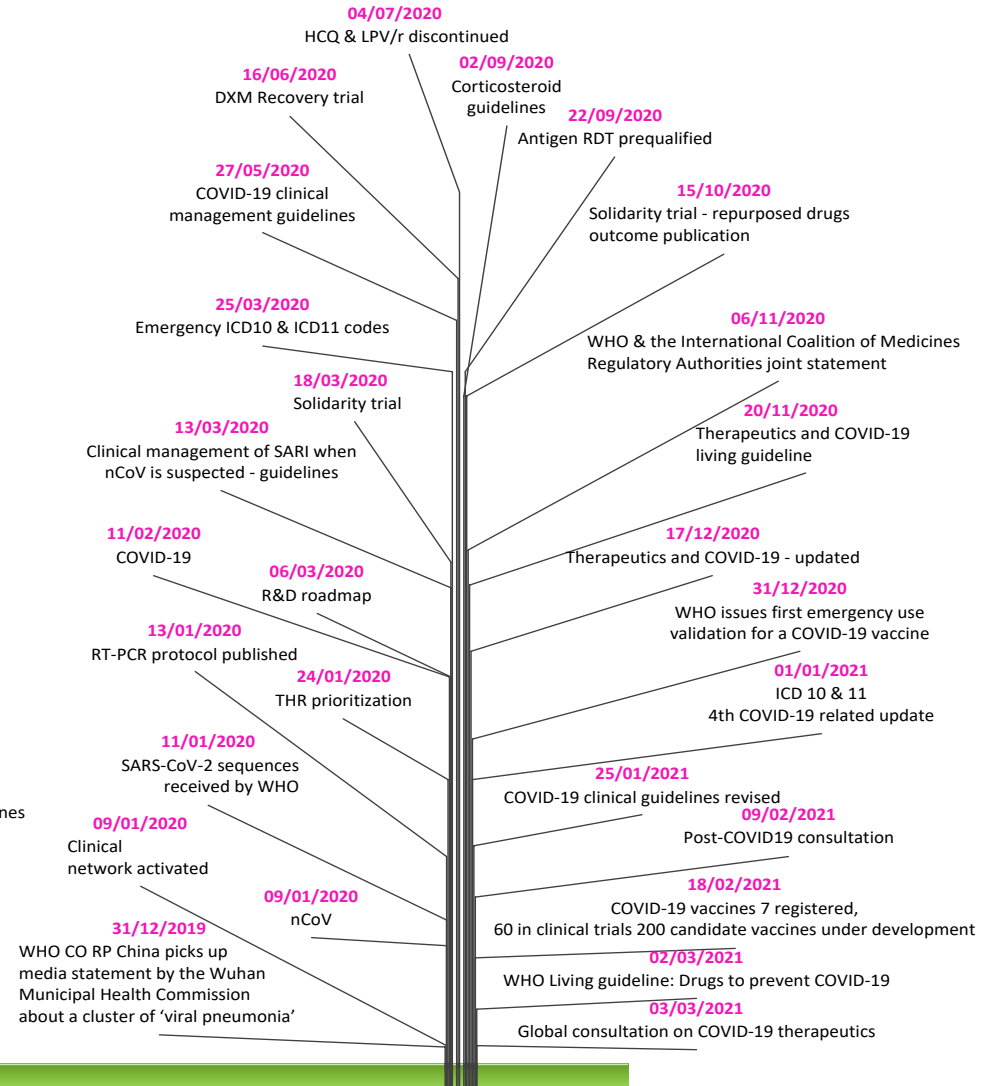 04/07/2020
HCQ & LPV/r discontinued
02/09/2020
Corticosteroid
guidelines
16/06/2020
DXM Recovery trial
22/09/2020
Antigen RDT prequalified
27/05/2020
COVID-19 clinical
management guidelines
15/10/2020
Solidarity trial - repurposed drugs
outcome publication
25/03/2020
Emergency ICD10 & ICD11 codes
06/11/2020
WHO & the International Coalition of Medicines
Regulatory Authorities joint statement
18/03/2020
Solidarity trial
20/11/2020
Therapeutics and COVID-19
living guideline
13/03/2020
Clinical management of SARI when
nCoV is suspected - guidelines
11/02/2020
COVID-19
17/12/2020
Therapeutics and COVID-19 - updated
06/03/2020
R&D roadmap
31/12/2020
WHO issues first emergency use
validation for a COVID-19 vaccine
13/01/2020
RT-PCR protocol published
24/01/2020
THR prioritization
01/01/2021
ICD 10 & 11
4th COVID-19 related update
11/01/2020
SARS-CoV-2 sequences
received by WHO
25/01/2021
COVID-19 clinical guidelines revised
nes
09/01/2020
Clinical
network activated
09/02/2021
Post-COVID19 consultation
09/01/2020
nCoV
18/02/2021
COVID-19 vaccines 7 registered,
60 in clinical trials 200 candidate vaccines under development
31/12/2019
WHO CO RP China picks up
media statement by the Wuhan
Municipal Health Commission
about a cluster of ‘viral pneumonia’
02/03/2021
WHO Living guideline: Drugs to prevent COVID-19
03/03/2021
Global consultation on COVID-19 therapeutics